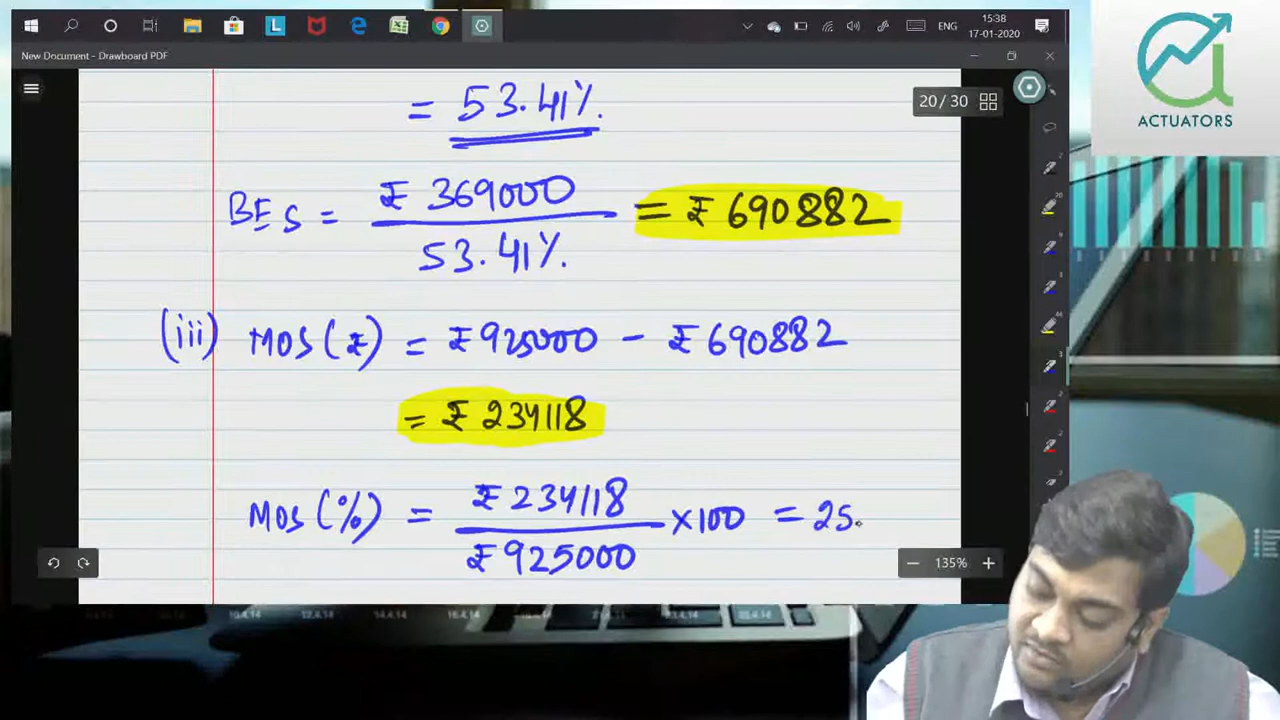 ENG
15:38
17-01-2020
New Document - Drawboard PDF
ACTUATORS
20 / 30
= 53.41%.
BES = ₹ 369000 / 53.41%. = ₹ 690882
(iii) MOS (₹) = ₹ 925000 - ₹ 690882
= ₹ 234118
MOS (%) = ₹ 234118 / ₹ 925000 ×100 = 25.
135%